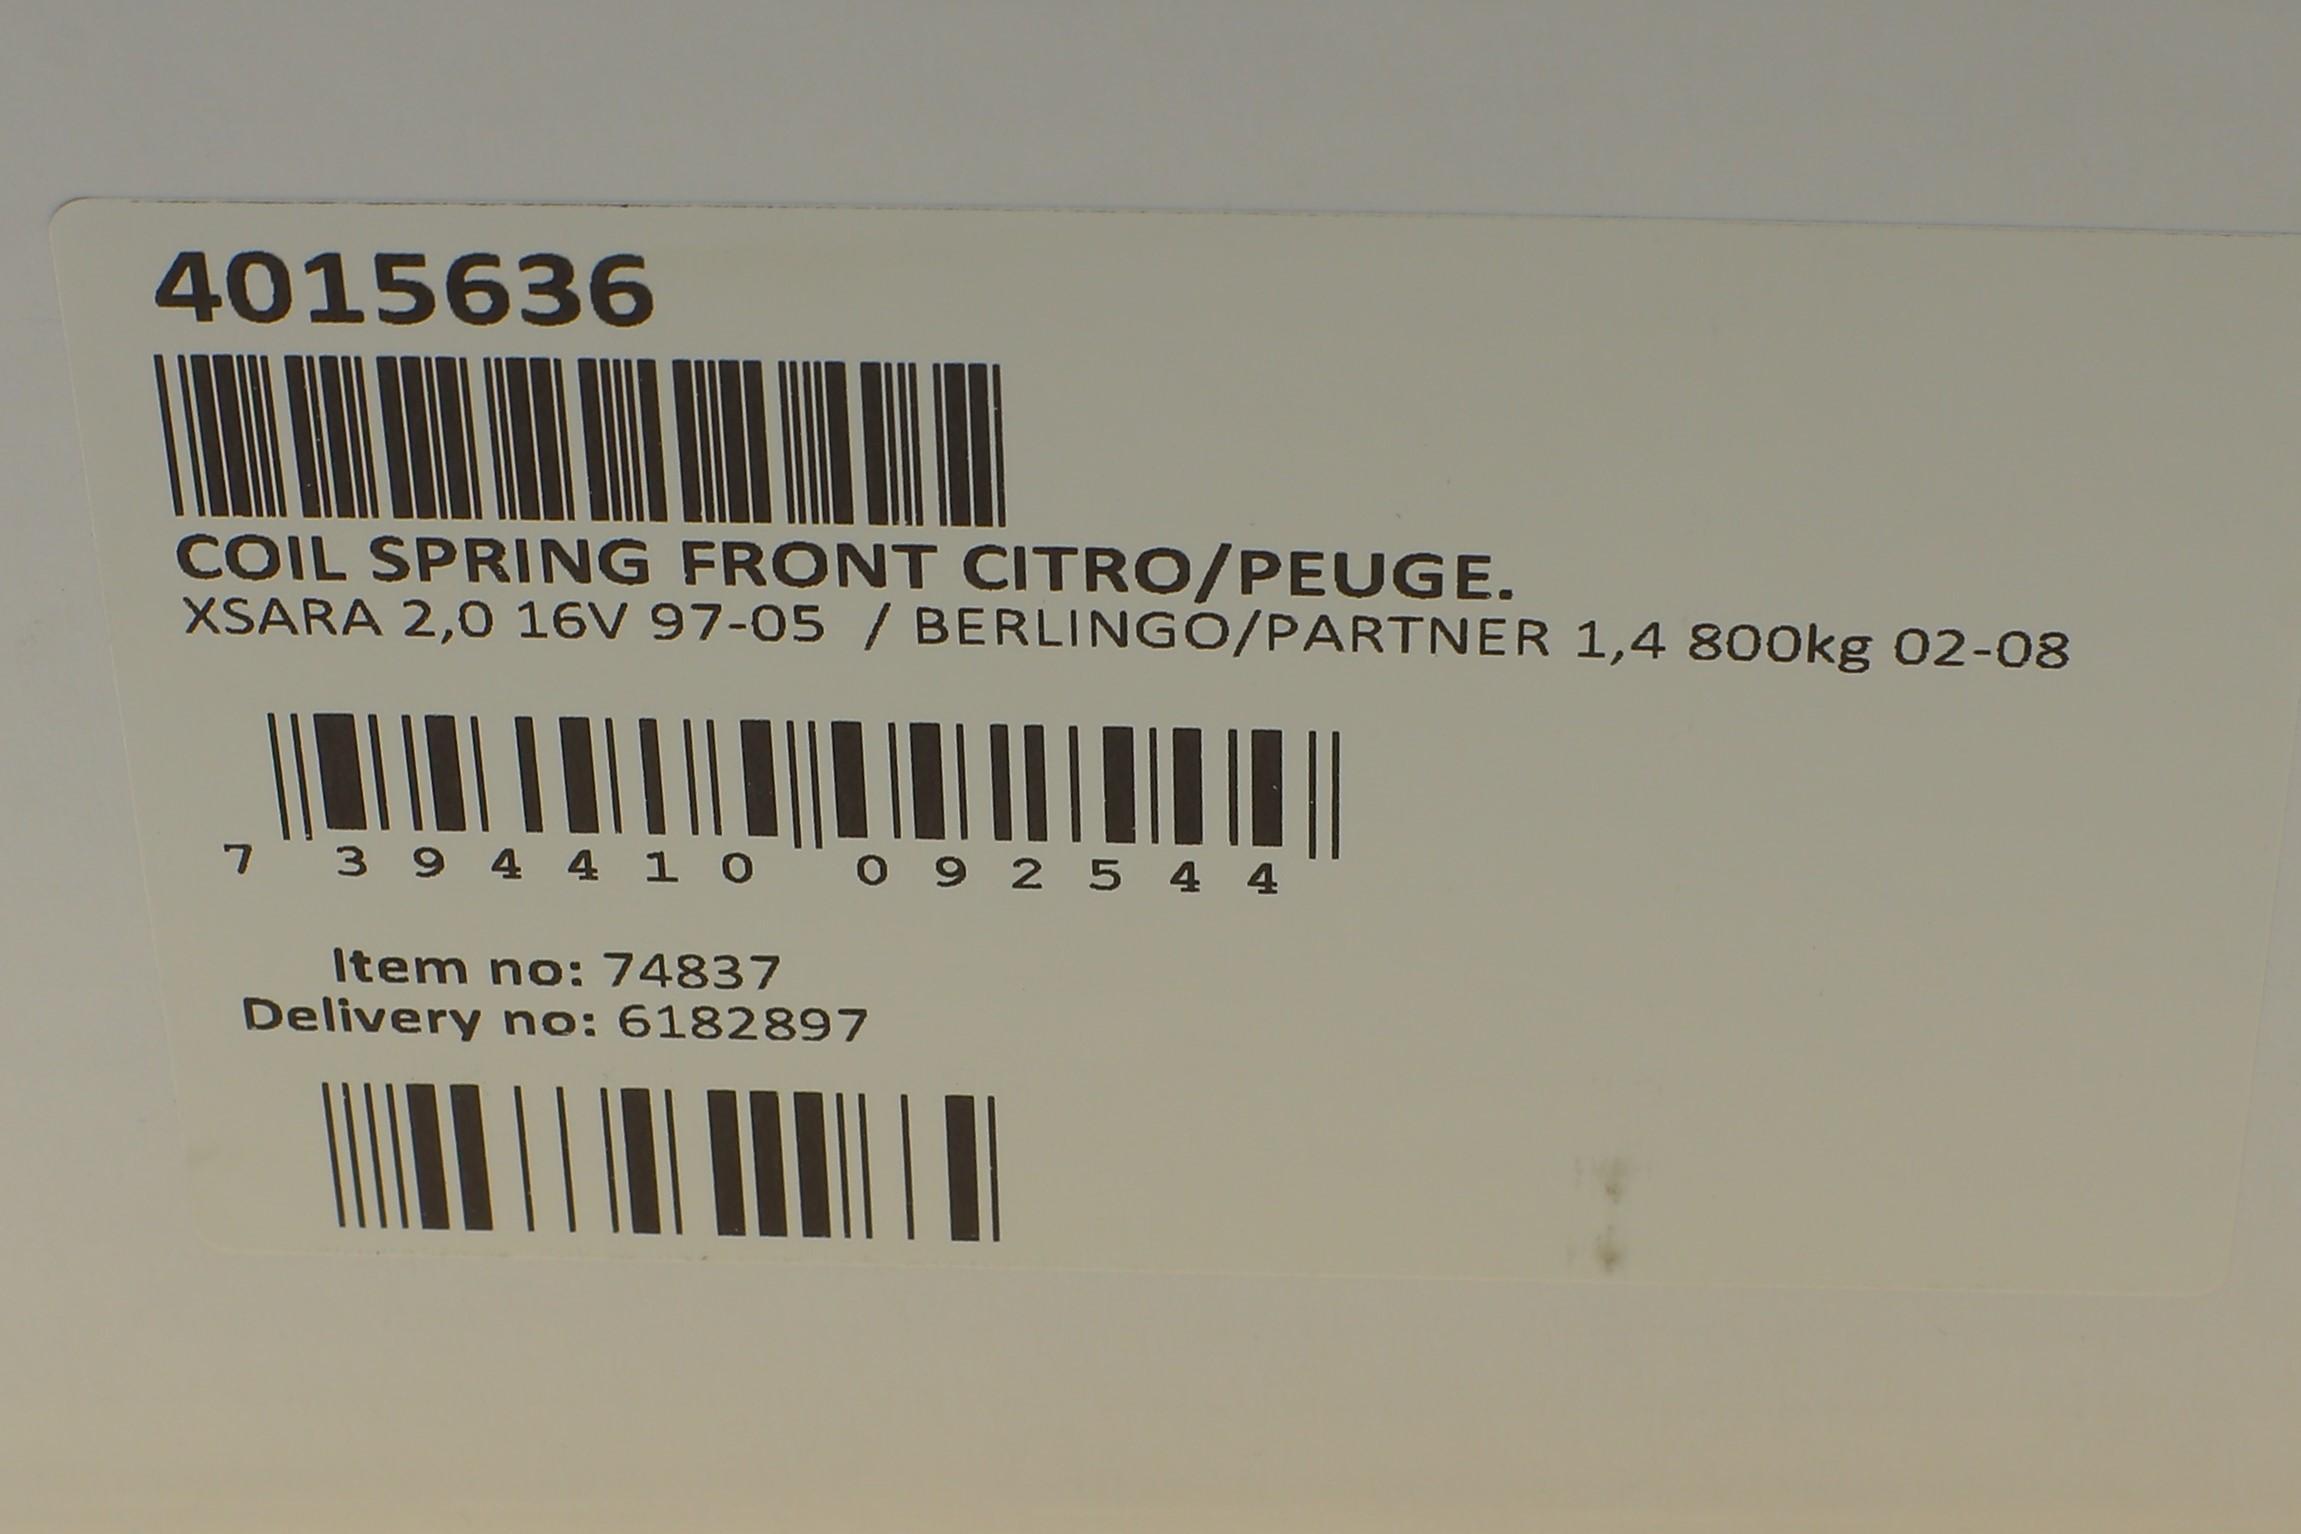 4015636
COIL SPRING FRONT CITRO/PEUGE.
XSARA 2,0 16V 97-05 / BERLINGO/PARTNER 1,4 800kg 02-08
7 394410 092544
Item no: 74837
Delivery no: 6182897